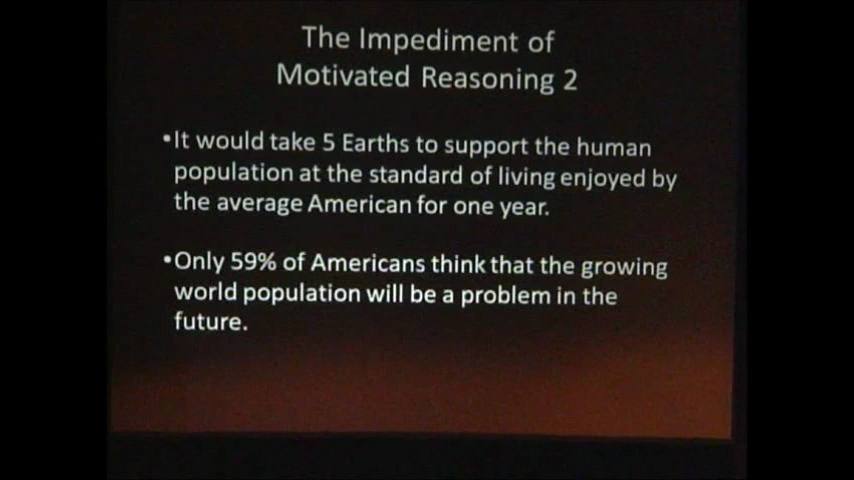 The Impediment of
Motivated Reasoning 2
•It would take 5 Earths to support the human
population at the standard of living enjoyed by
the average American for one year.
•Only 59% of Americans think that the growing
world population will be a problem in the
future.